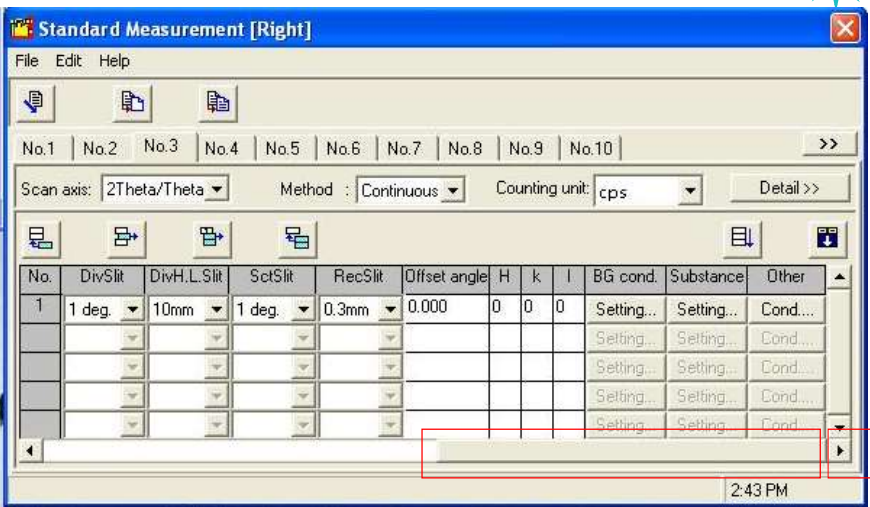 Standard Measurement [Right]
File Edit Help
No.1 No.2 No.3 No.4 No.5 No.6 No.7 No.8 No.9 No.10 >>
Scan axis: 2Theta/Theta Method : Continuous Counting unit: cps Detail >>
No. DivSlit DivH.L.Slit SctSlit RecSlit Offset angle H k l BG cond. Substance Other
1 1 deg. 10mm 1 deg. 0.3mm 0.000 0 0 0 Setting... Setting... Cond....
Setting... Setting... Cond....
Setting... Setting... Cond....
Setting... Setting... Cond....
Setting... Setting... Cond....
2:43 PM